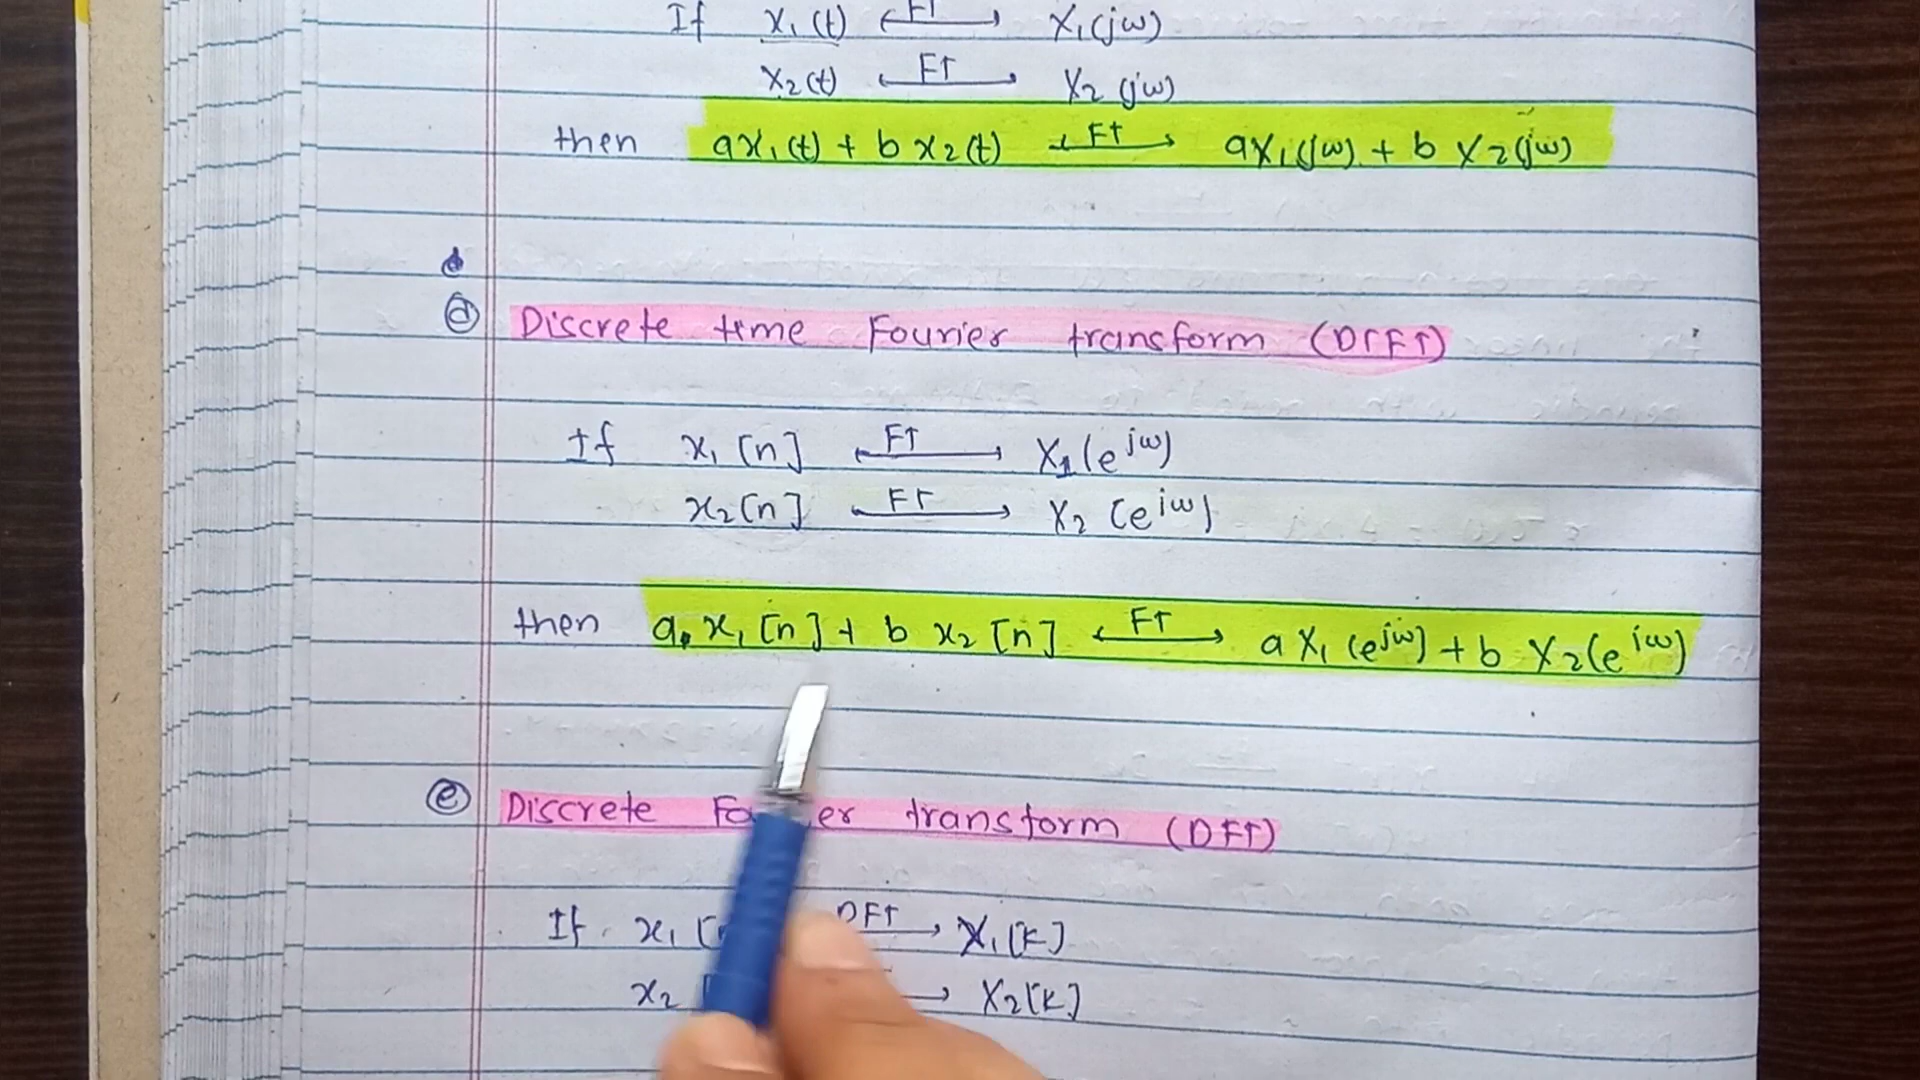 If x₁(t) ←FT→ X₁(jω)
x₂(t) ←FT→ X₂(jω)
then ax₁(t) + b x₂(t) ←FT→ aX₁(jω) + b X₂(jω)
d
ⓓ Discrete time Fourier transform (DTFT)
If x₁[n] ←FT→ X₁(e^jω)
x₂[n] ←FT→ X₂(e^jω)
then a x₁[n] + b x₂[n] ←FT→ a X₁(e^jω) + b X₂(e^jω)
ⓔ Discrete transform (DFT)
If x₁[ DFT→ X₁[k]
x₂[ → X₂[k]